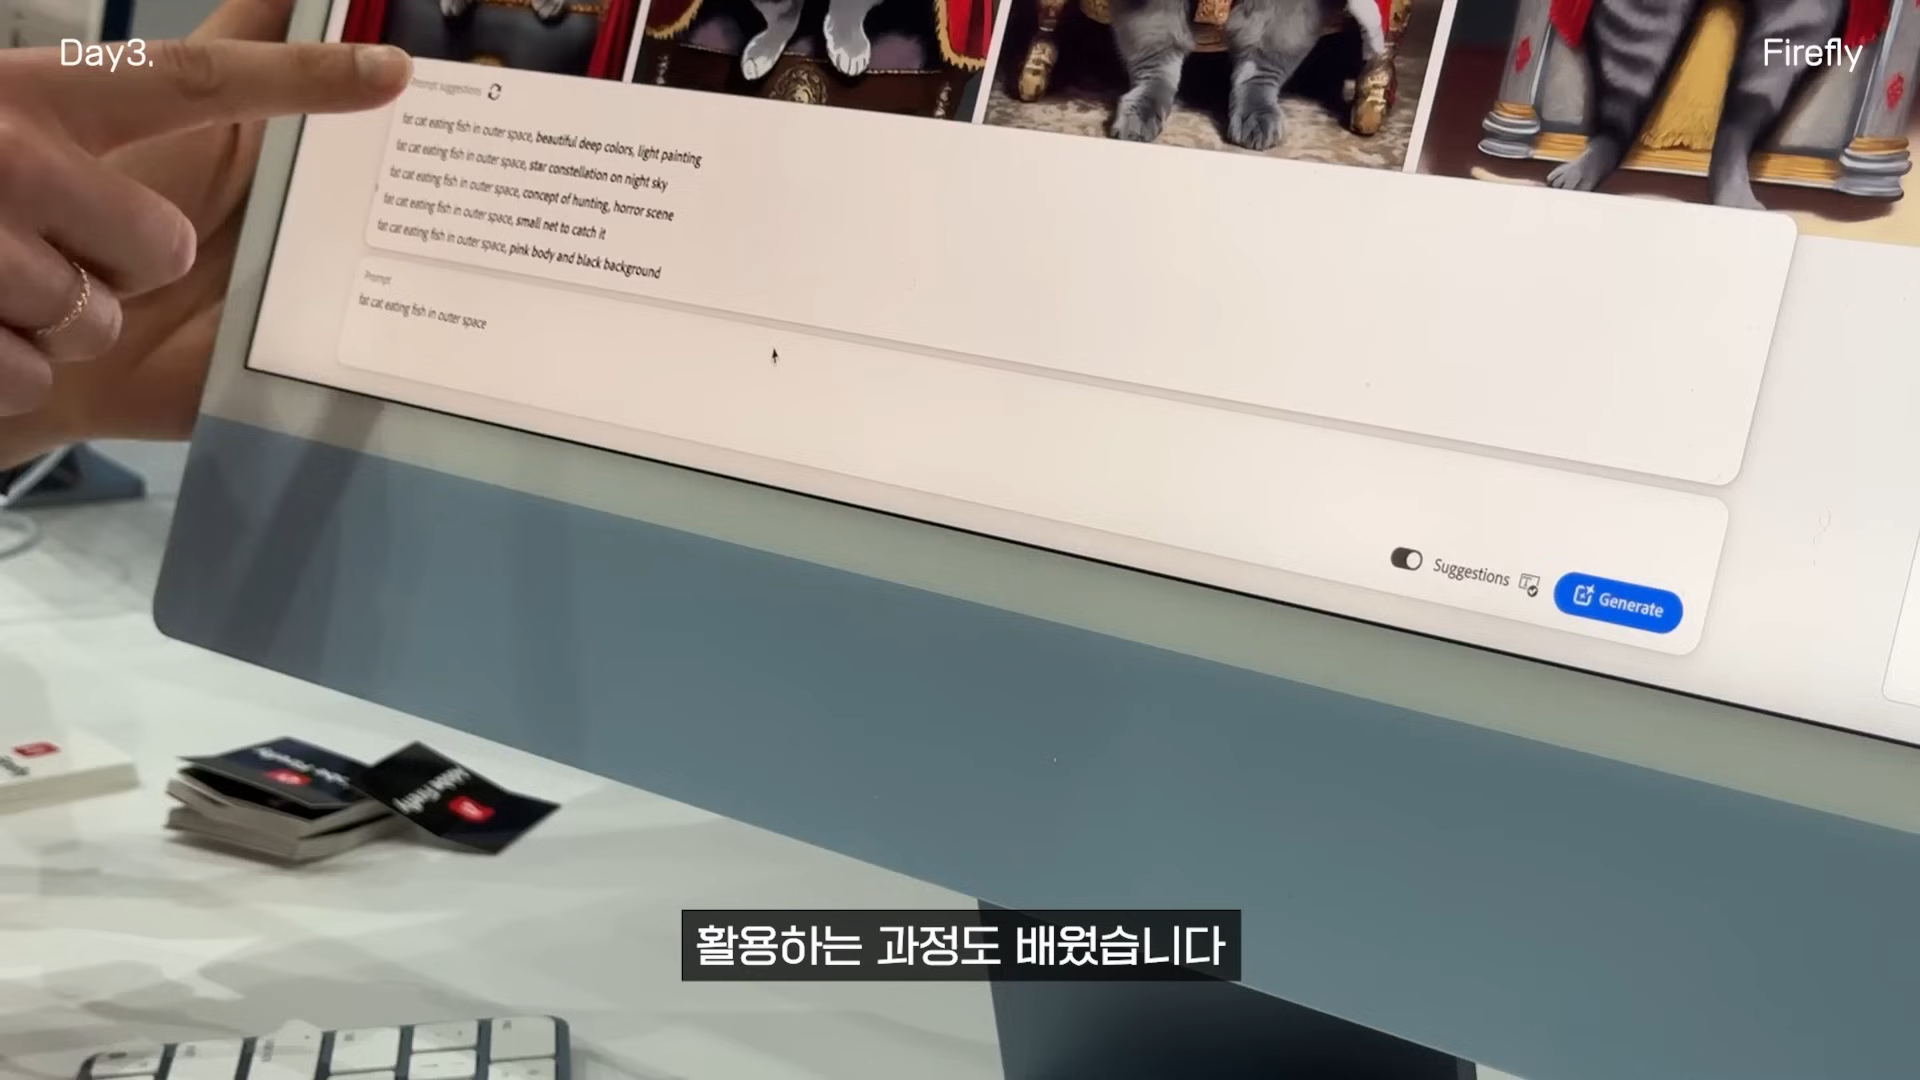 Day3.
Firefly
Prompt suggestions
fat cat eating fish in outer space, beautiful deep colors, light painting
fat cat eating fish in outer space, star constellation on night sky
fat cat eating fish in outer space, concept of hunting, horror scene
fat cat eating fish in outer space, small net to catch it
fat cat eating fish in outer space, pink body and black background
Prompt
fat cat eating fish in outer space
Suggestions
Generate
Adobe Firefly
활용하는 과정도 배웠습니다